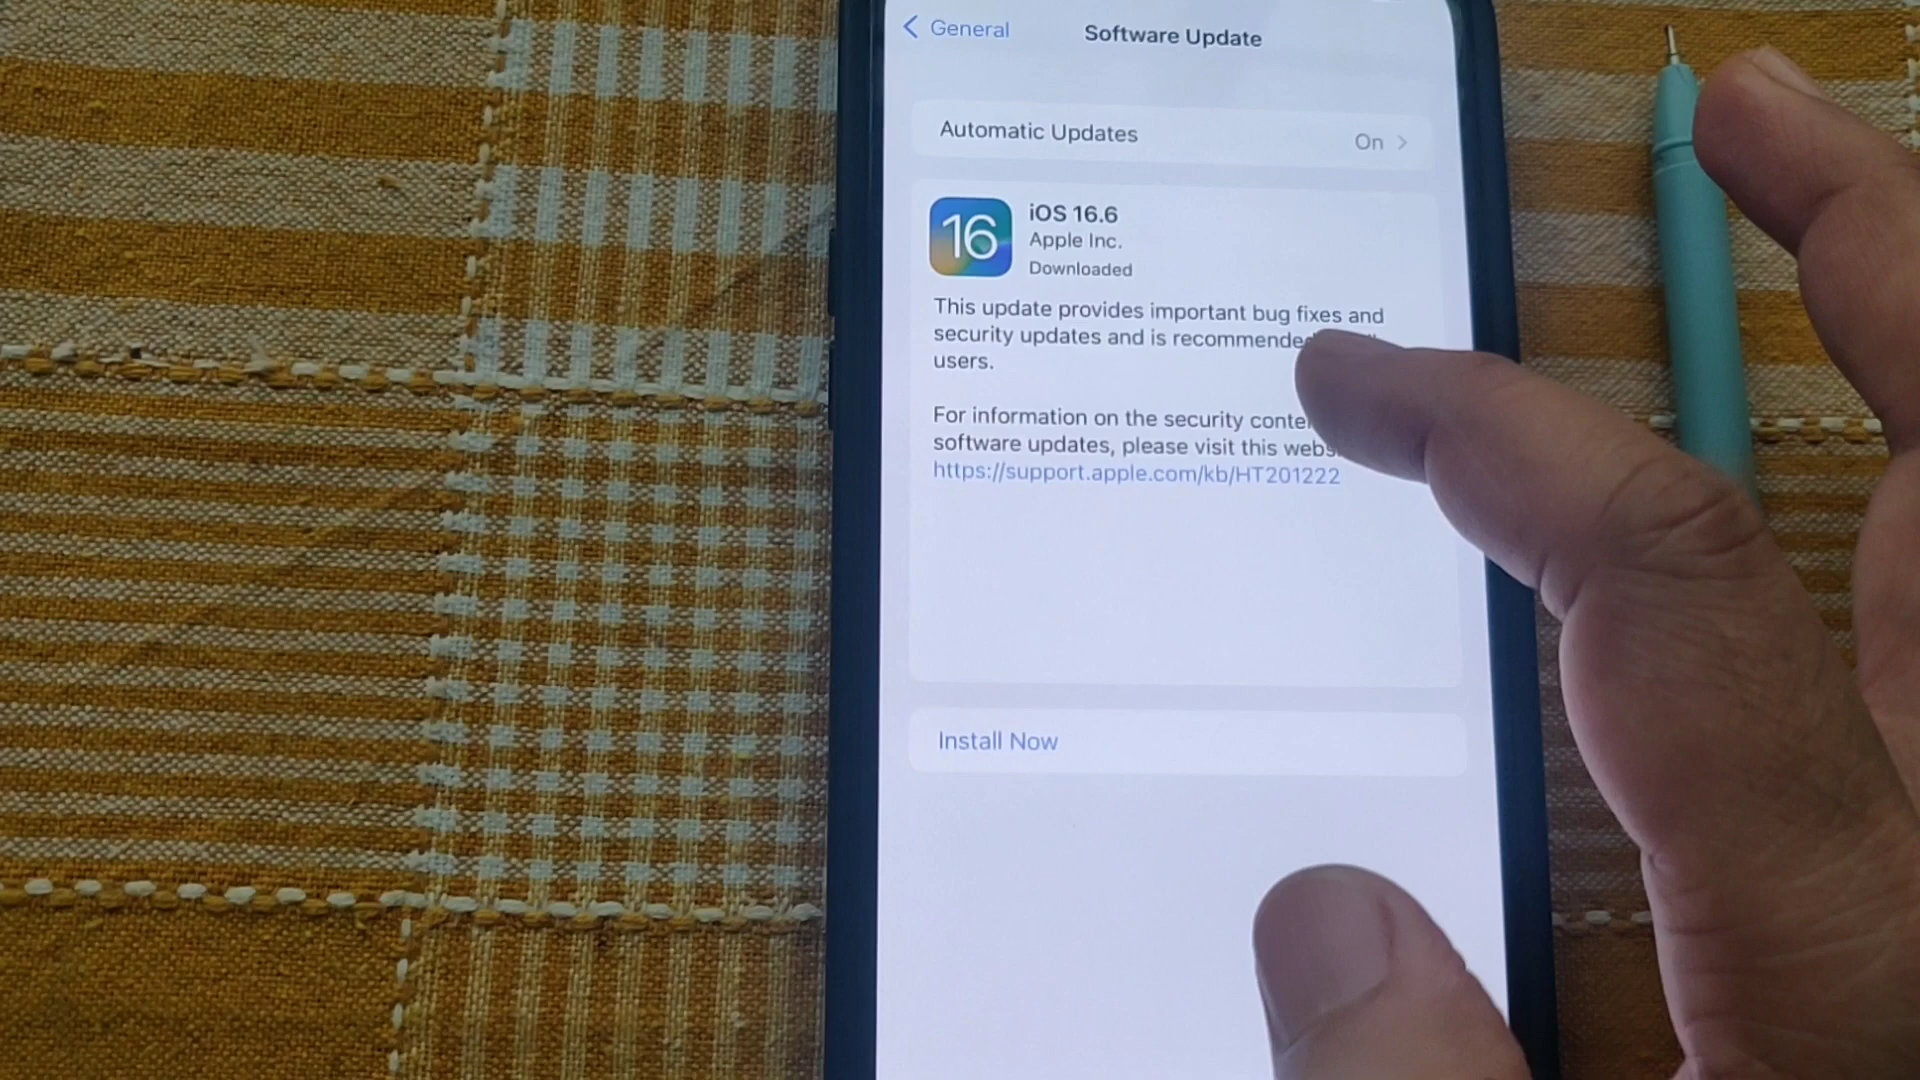 General
Software Update
Automatic Updates
On
16
iOS 16.6
Apple Inc.
Downloaded
This update provides important bug fixes and
security updates and is recommende
users.
For information on the security conte
software updates, please visit this webs
https://support.apple.com/kb/HT201222
Install Now